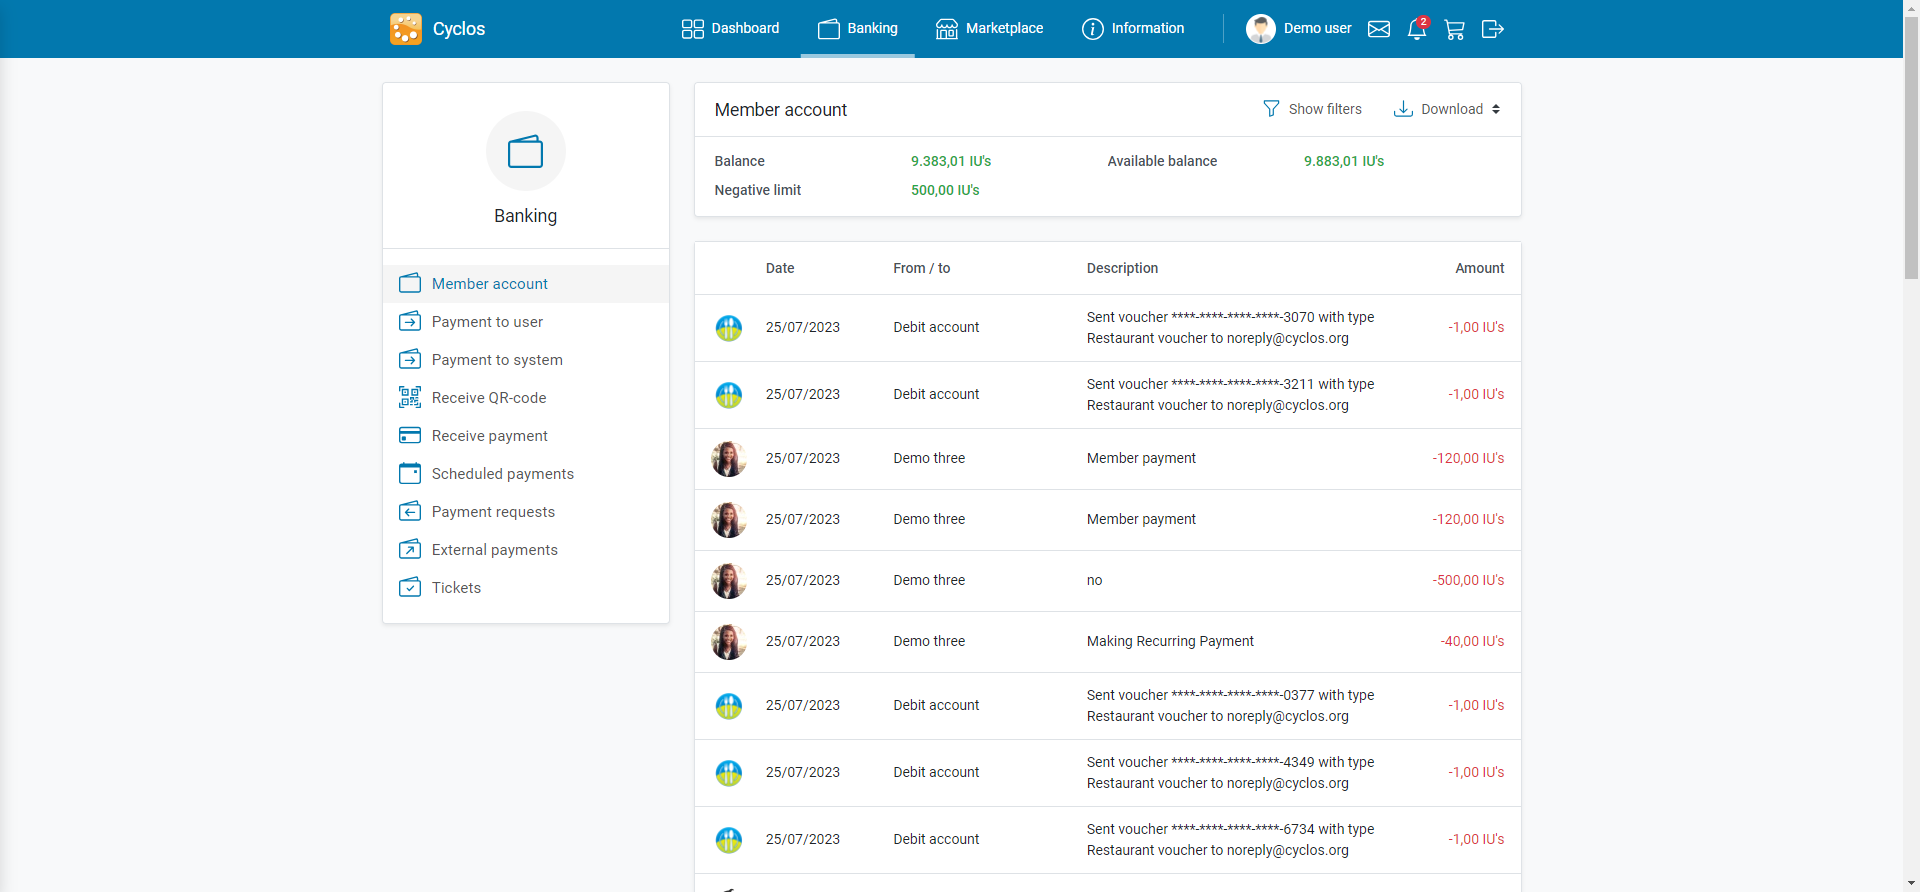 Cyclos
Dashboard
Banking
Marketplace
Information
Demo user
2
Banking
Member account
Payment to user
Payment to system
Receive QR-code
Receive payment
Scheduled payments
Payment requests
External payments
Tickets
Member account
Show filters
Download
Balance 9.383,01 IU's Available balance 9.883,01 IU's
Negative limit 500,00 IU's
Date From / to Description Amount
25/07/2023 Debit account Sent voucher ****-****-****-****-3070 with type
Restaurant voucher to noreply@cyclos.org -1,00 IU's
25/07/2023 Debit account Sent voucher ****-****-****-****-3211 with type
Restaurant voucher to noreply@cyclos.org -1,00 IU's
25/07/2023 Demo three Member payment -120,00 IU's
25/07/2023 Demo three Member payment -120,00 IU's
25/07/2023 Demo three no -500,00 IU's
25/07/2023 Demo three Making Recurring Payment -40,00 IU's
25/07/2023 Debit account Sent voucher ****-****-****-****-0377 with type
Restaurant voucher to noreply@cyclos.org -1,00 IU's
25/07/2023 Debit account Sent voucher ****-****-****-****-4349 with type
Restaurant voucher to noreply@cyclos.org -1,00 IU's
25/07/2023 Debit account Sent voucher ****-****-****-****-6734 with type
Restaurant voucher to noreply@cyclos.org -1,00 IU's